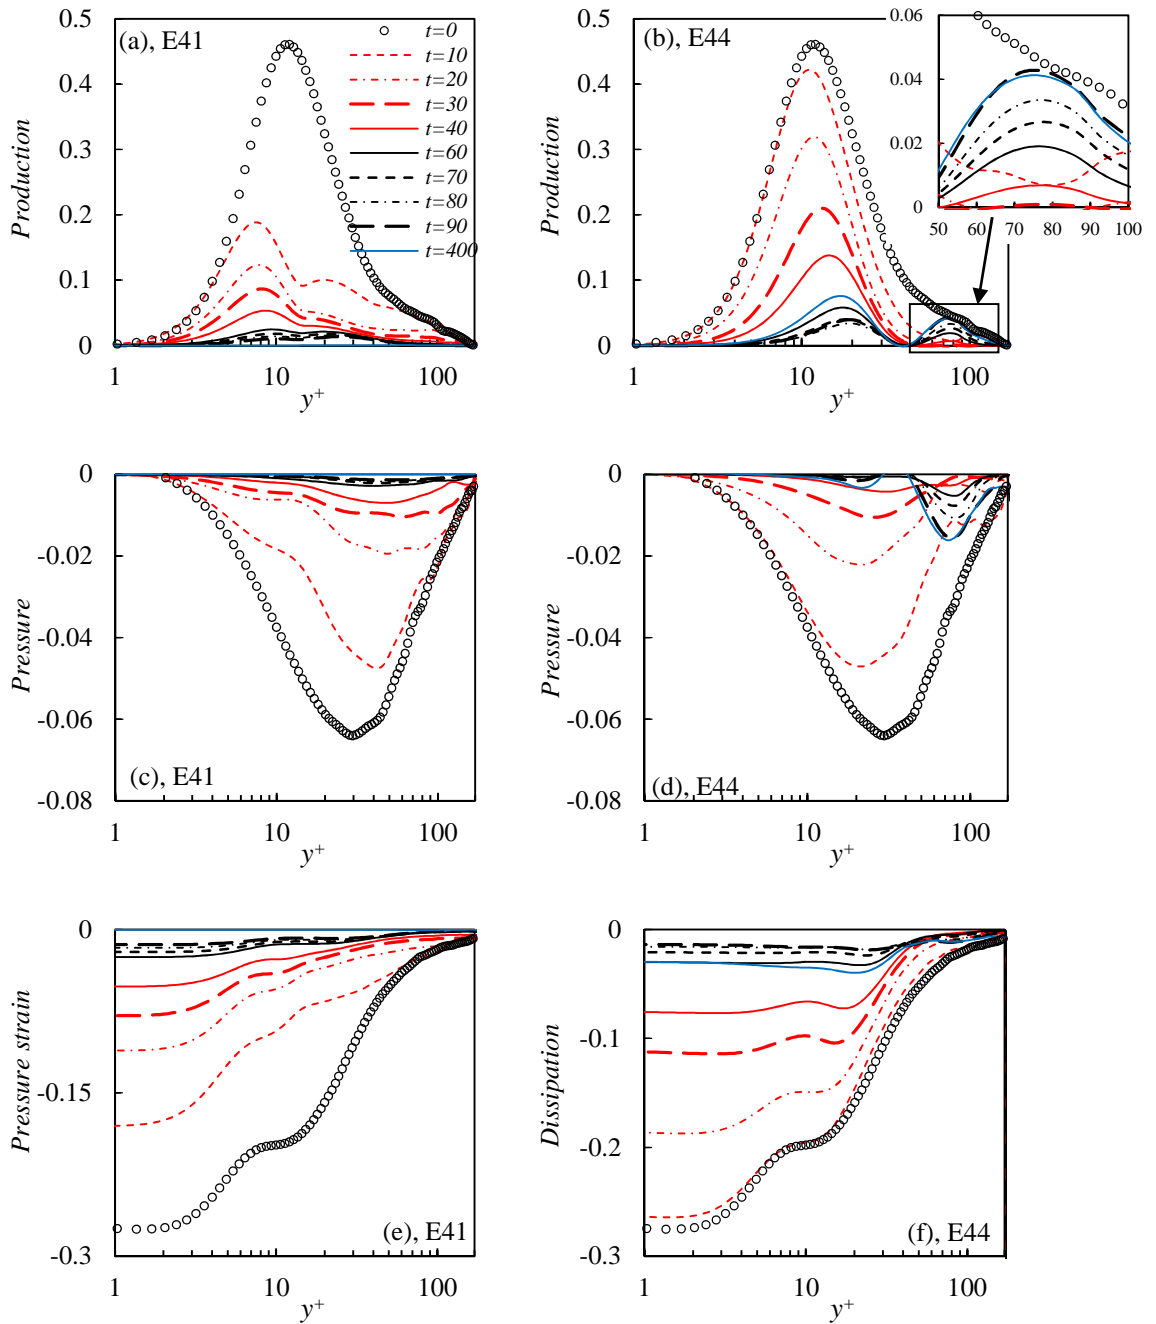 (a), E41
Production
0.5
0.4
0.3
0.2
0.1
0
1
10
100
y+
t=0
t=10
t=20
t=30
t=40
t=60
t=70
t=80
t=90
t=400
(b), E44
Production
0.5
0.4
0.3
0.2
0.1
0
1
10
100
y+
0.06
0.04
0.02
0
50
60
70
80
90
100
(c), E41
Pressure
0
-0.02
-0.04
-0.06
-0.08
1
10
100
y+
(d), E44
Pressure
0
-0.02
-0.04
-0.06
-0.08
1
10
100
y+
(e), E41
Pressure strain
0
-0.15
-0.3
1
10
100
y+
(f), E44
Dissipation
0
-0.1
-0.2
-0.3
1
10
100
y+